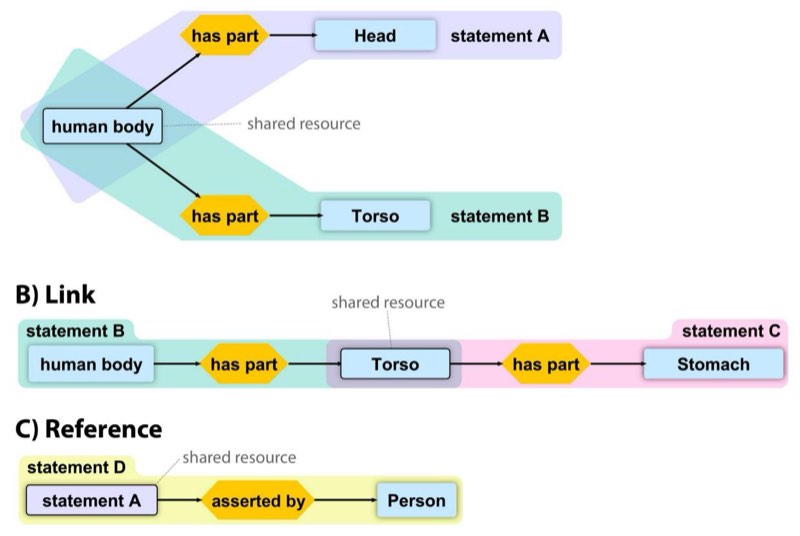 has part Head statement A
human body shared resource
has part Torso statement B
B) Link
shared resource
statement B statement C
human body has part Torso has part Stomach
C) Reference
statement D shared resource
statement A asserted by Person